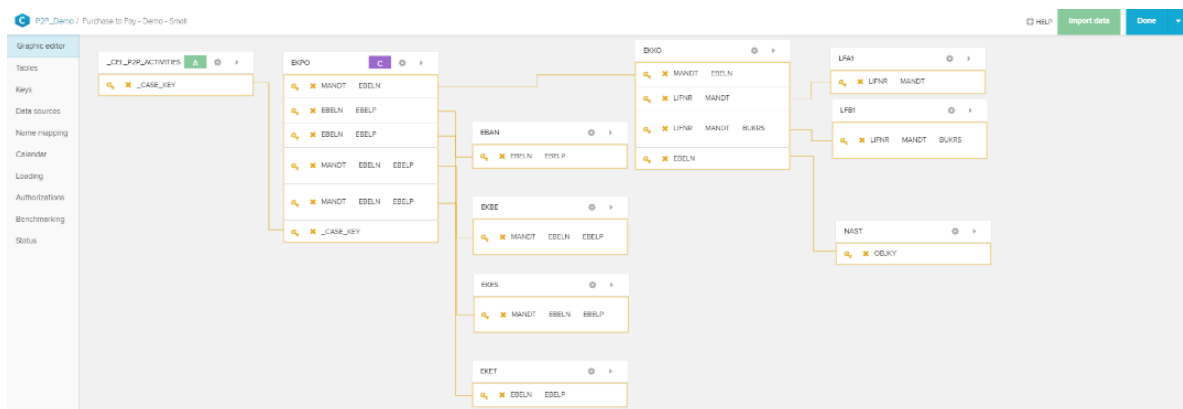 C P2P_Demo / Purchase to Pay - Demo - Small
HELP
Import data
Done
Graphic editor
Tables
Keys
Data sources
Name mapping
Calendar
Loading
Authorizations
Benchmarking
Status
_CEL_P2P_ACTIVITIES A
_CASE_KEY
EKPO C
MANDT EBELN
EBELN EBELP
EBELN EBELP
MANDT EBELN EBELP
MANDT EBELN EBELP
_CASE_KEY
EBAN
EBELN EBELP
EKBE
MANDT EBELN EBELP
EKES
MANDT EBELN EBELP
EKET
EBELN EBELP
EKKO
MANDT EBELN
LIFNR MANDT
LIFNR MANDT BUKRS
EBELN
LFA1
LIFNR MANDT
LFB1
LIFNR MANDT BUKRS
NAST
OBJKY